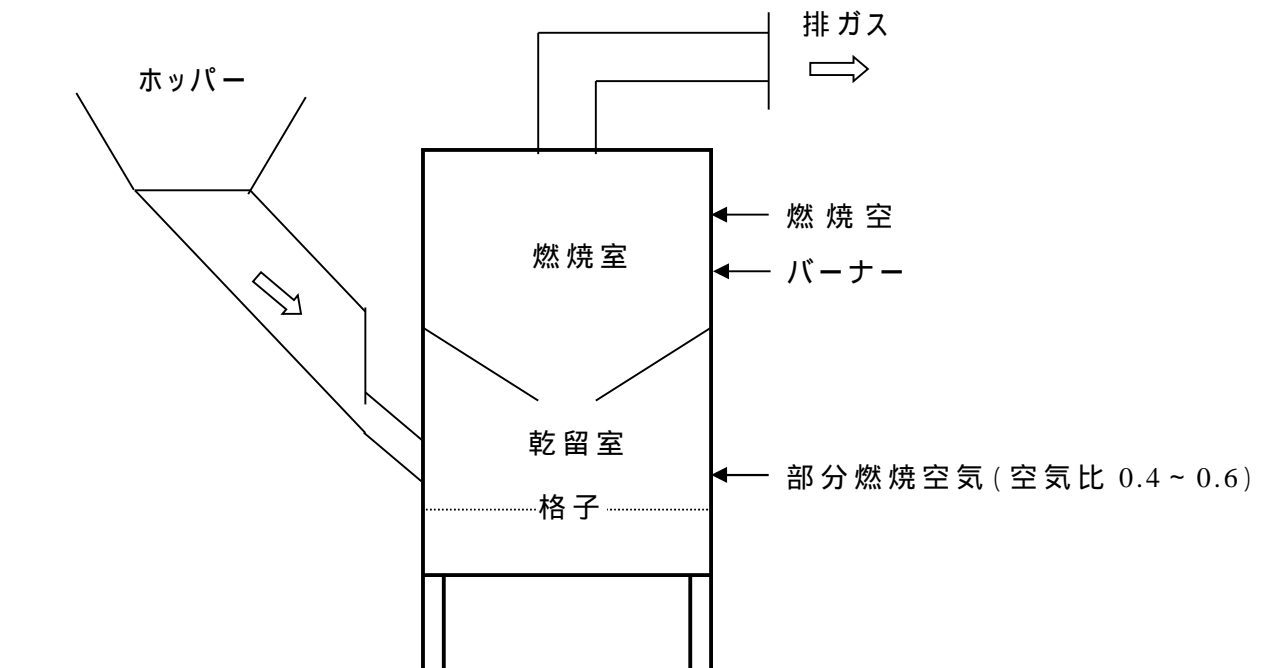 排ガス
ホッパー
燃焼空
燃焼室
バーナー
乾留室
部分燃焼空気(空気比 0.4~0.6)
格子